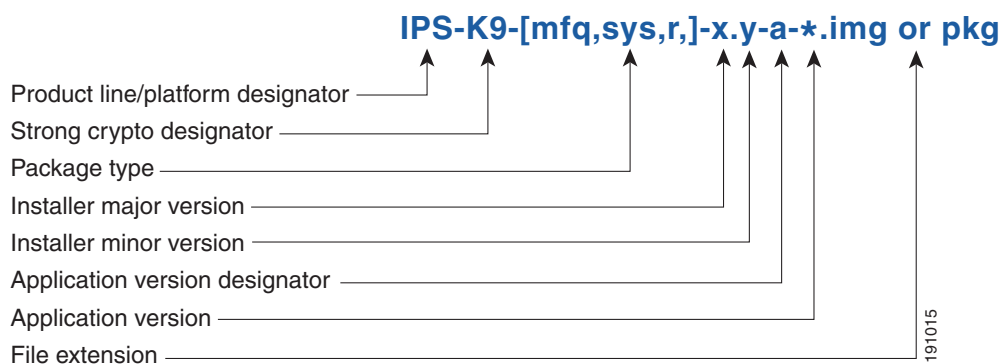 IPS-K9-[mfq,sys,r,]-x.y-a-*.img or pkg
Product line/platform designator
Strong crypto designator
Package type
Installer major version
Installer minor version
Application version designator
Application version
File extension
191015